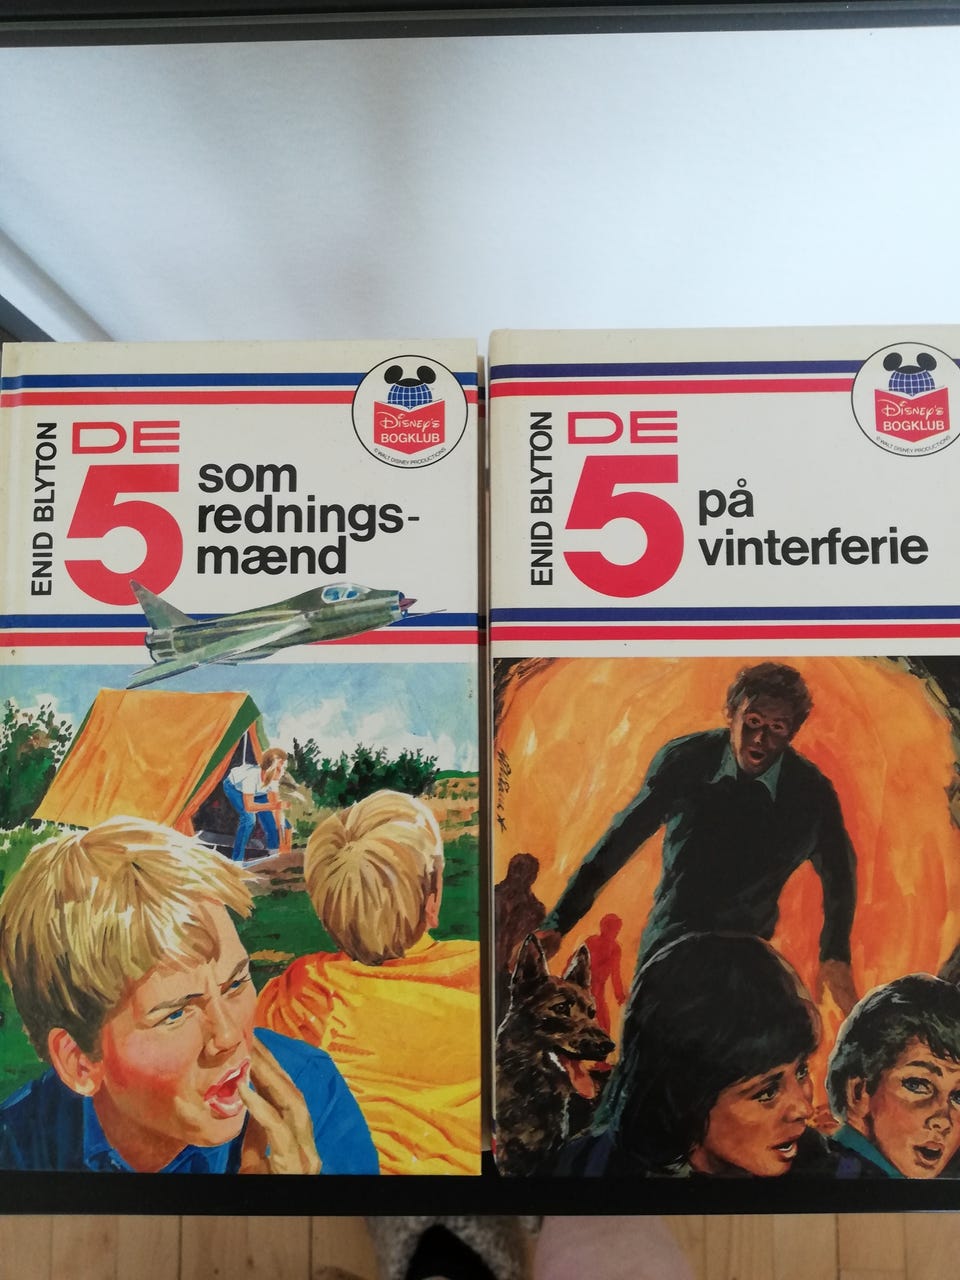 ENID BLYTON
DE
5
som
rednings-
mænd
Disney's
BOGKLUB
© WALT DISNEY PRODUCTIONS
ENID BLYTON
DE
5
på
vinterferie
Disney's
BOGKLUB
© WALT DISNEY PRODUCTIONS